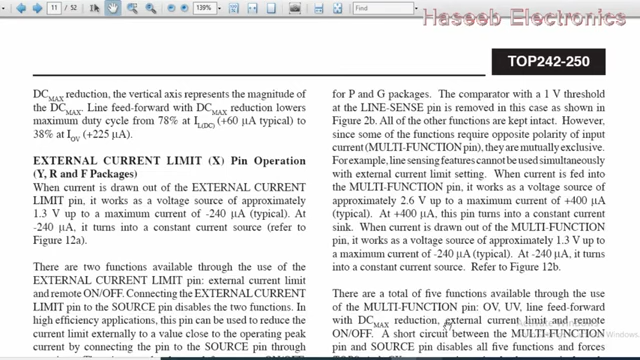 11 / 52
139%
Find
Haseeb Electronics
TOP242-250
DCMAX reduction, the vertical axis represents the magnitude of
the DCMAX. Line feed-forward with DCMAX reduction lowers
maximum duty cycle from 78% at IL(DC) (+60 µA typical) to
38% at IOV (+225 µA).
EXTERNAL CURRENT LIMIT (X) Pin Operation
(Y, R and F Packages)
When current is drawn out of the EXTERNAL CURRENT
LIMIT pin, it works as a voltage source of approximately
1.3 V up to a maximum current of -240 µA (typical). At
-240 µA, it turns into a constant current source (refer to
Figure 12a).
There are two functions available through the use of the
EXTERNAL CURRENT LIMIT pin: external current limit
and remote ON/OFF. Connecting the EXTERNAL CURRENT
LIMIT pin to the SOURCE pin disables the two functions. In
high efficiency applications, this pin can be used to reduce the
current limit externally to a value close to the operating peak
current by connecting the pin to the SOURCE pin through
for P and G packages. The comparator with a 1 V threshold
at the LINE-SENSE pin is removed in this case as shown in
Figure 2b. All of the other functions are kept intact. However,
since some of the functions require opposite polarity of input
current (MULTI-FUNCTION pin), they are mutually exclusive.
For example, line sensing features cannot be used simultaneously
with external current limit setting. When current is fed into
the MULTI-FUNCTION pin, it works as a voltage source of
approximately 2.6 V up to a maximum current of +400 µA
(typical). At +400 µA, this pin turns into a constant current
sink. When current is drawn out of the MULTI-FUNCTION
pin, it works as a voltage source of approximately 1.3 V up to
a maximum current of -240 µA (typical). At -240 µA, it turns
into a constant current source. Refer to Figure 12b.
There are a total of five functions available through the use
of the MULTI-FUNCTION pin: OV, UV, line feed-forward
with DCMAX reduction, external current limit and remote
ON/OFF. A short circuit between the MULTI-FUNCTION
pin and SOURCE pin disables all five functions and forces